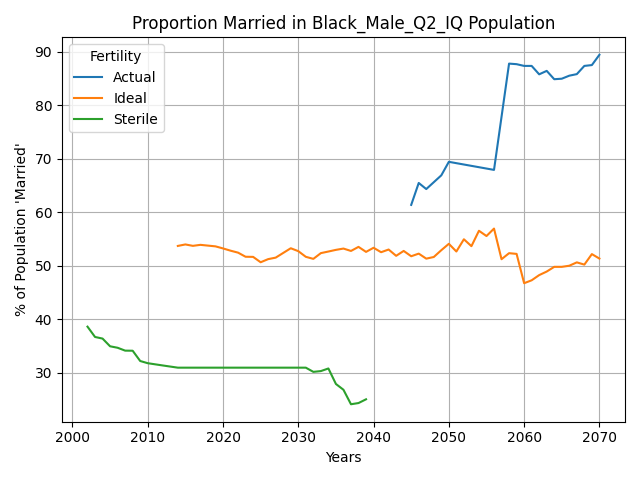 Proportion Married in Black_Male_Q2_IQ Population
% of Population 'Married'
Fertility
Actual
Ideal
Sterile
90
80
70
60
50
40
30
2000 2010 2020 2030 2040 2050 2060 2070
Years